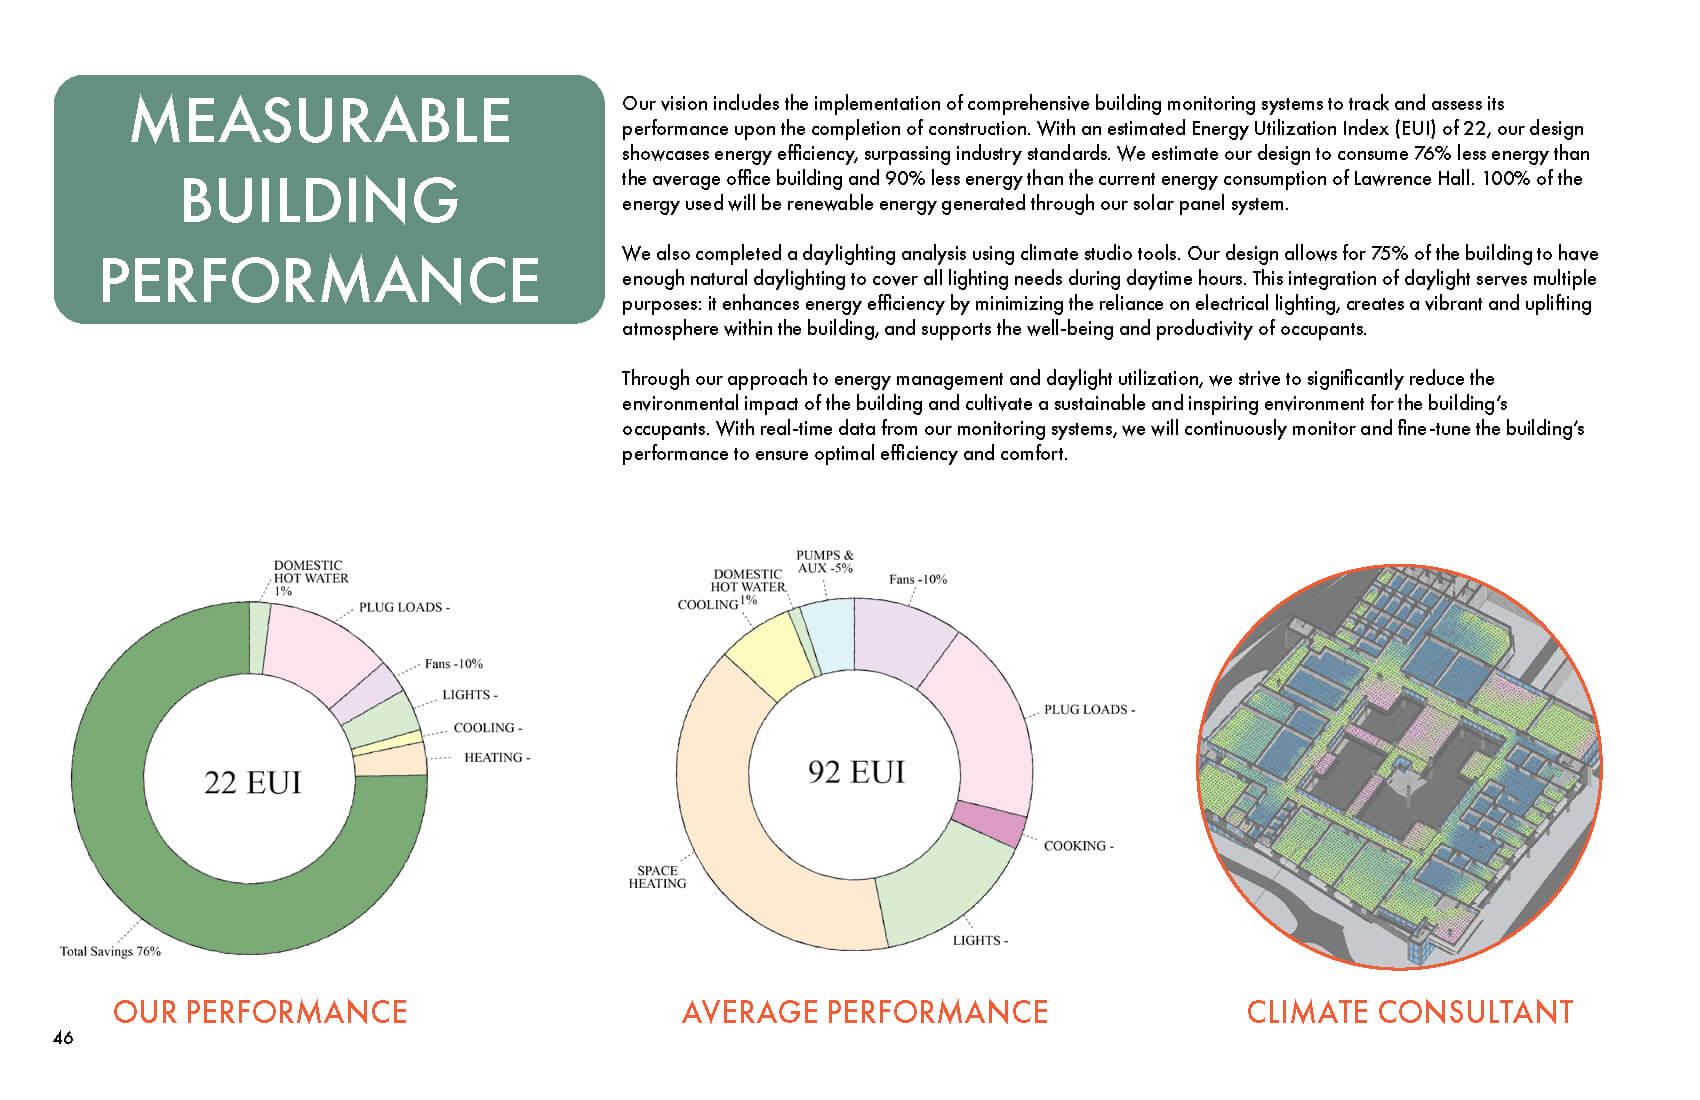 MEASURABLE
BUILDING
PERFORMANCE
Our vision includes the implementation of comprehensive building monitoring systems to track and assess its
performance upon the completion of construction. With an estimated Energy Utilization Index (EUI) of 22, our design
showcases energy efficiency, surpassing industry standards. We estimate our design to consume 76% less energy than
the average office building and 90% less energy than the current energy consumption of Lawrence Hall. 100% of the
energy used will be renewable energy generated through our solar panel system.
We also completed a daylighting analysis using climate studio tools. Our design allows for 75% of the building to have
enough natural daylighting to cover all lighting needs during daytime hours. This integration of daylight serves multiple
purposes: it enhances energy efficiency by minimizing the reliance on electrical lighting, creates a vibrant and uplifting
atmosphere within the building, and supports the well-being and productivity of occupants.
Through our approach to energy management and daylight utilization, we strive to significantly reduce the
environmental impact of the building and cultivate a sustainable and inspiring environment for the building's
occupants. With real-time data from our monitoring systems, we will continuously monitor and fine-tune the building's
performance to ensure optimal efficiency and comfort.
DOMESTIC
HOT WATER
1%
PLUG LOADS -
Fans -10%
LIGHTS -
COOLING -
HEATING -
22 EUI
Total Savings 76%
OUR PERFORMANCE
PUMPS &
AUX -5%
DOMESTIC
HOT WATER
1%
COOLING
Fans -10%
PLUG LOADS -
92 EUI
COOKING -
SPACE
HEATING
LIGHTS -
AVERAGE PERFORMANCE
CLIMATE CONSULTANT
46